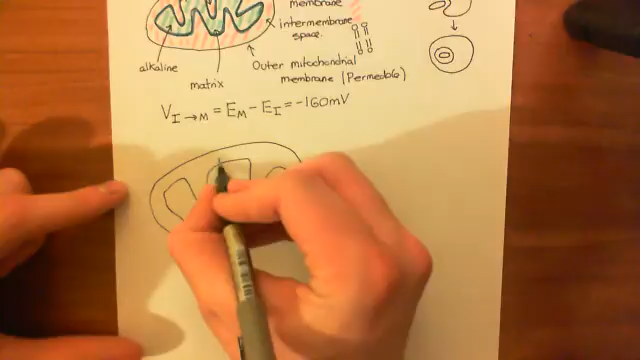 membrane
intermembrane
space.
alkaline
matrix
Outer mitochondrial
membrane (Permeable)
V I→M = E M − E I = -160mV